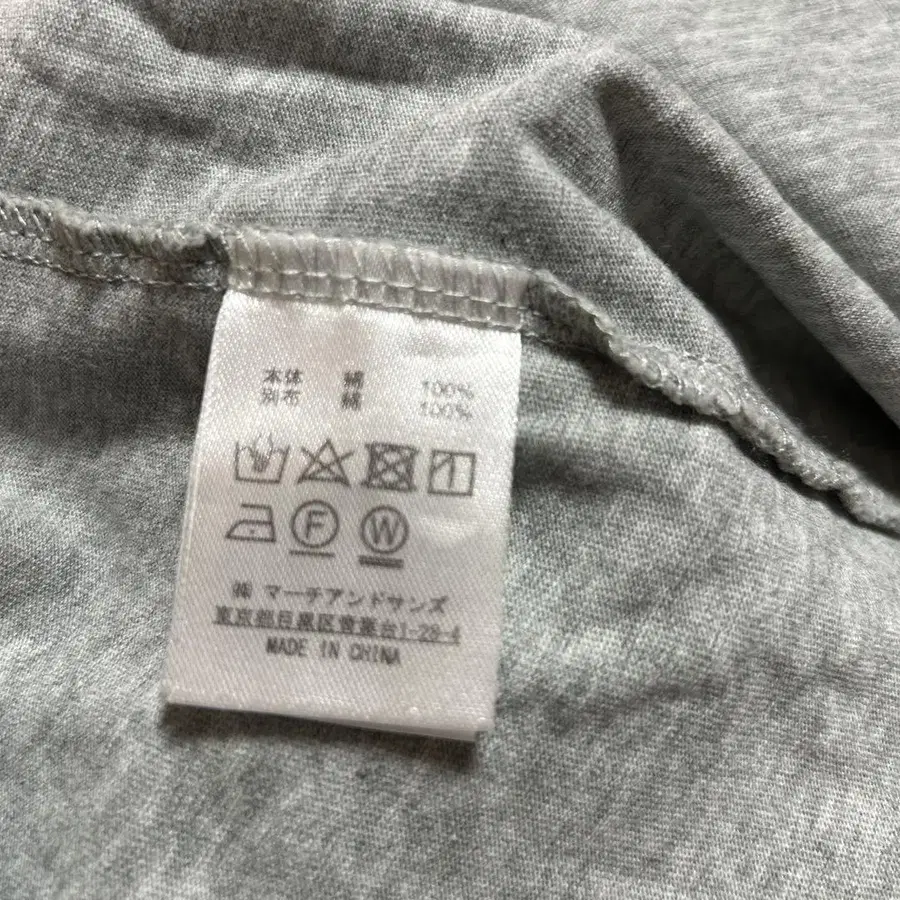 本体 綿 100%
別布 綿 100%
F W
㈱ マーチアンドサンズ
東京都目黒区青葉台1-29-4
MADE IN CHINA